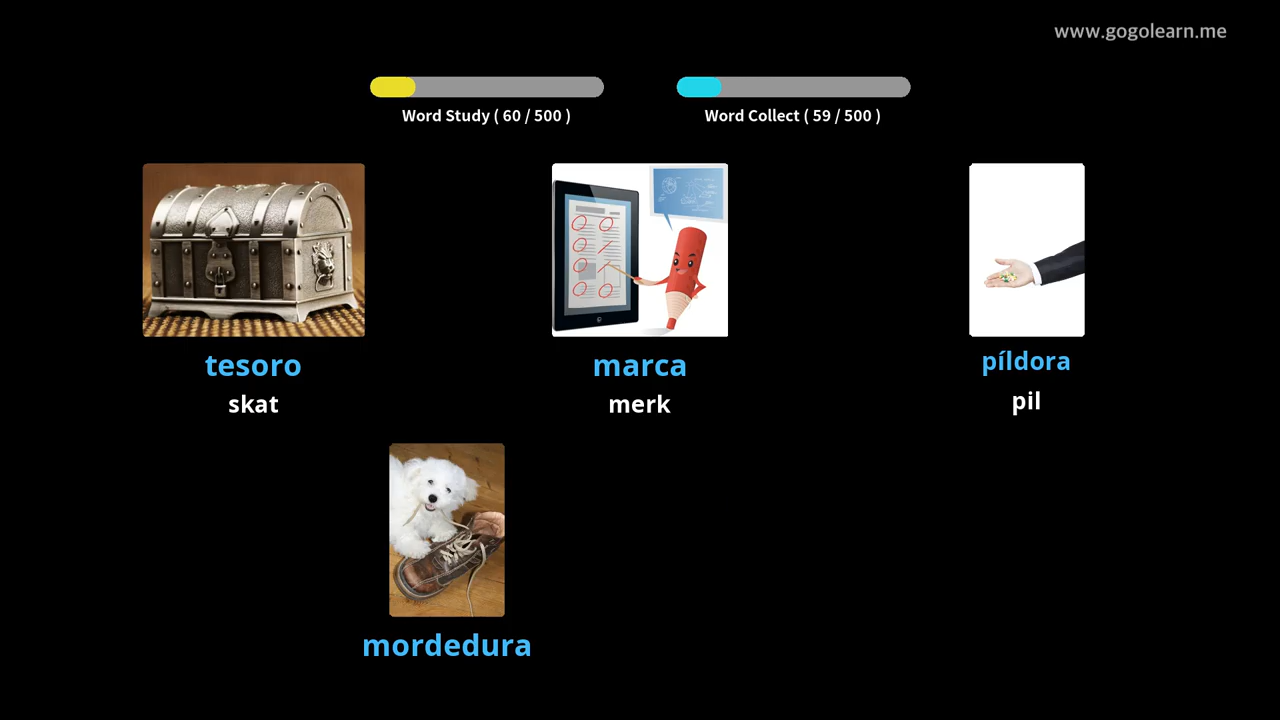 www.gogolearn.me
Word Study ( 60 / 500 )
Word Collect ( 59 / 500 )
tesoro
skat
marca
merk
píldora
pil
mordedura